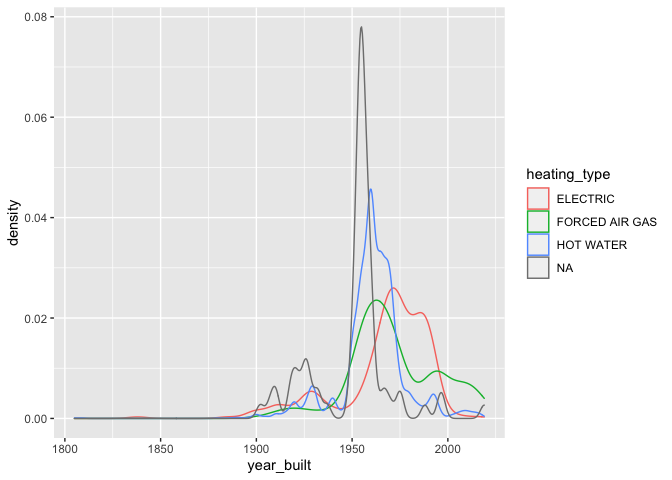 0.08
0.06
0.04
0.02
0.00
density
1800 1850 1900 1950 2000
year_built
heating_type
ELECTRIC
FORCED AIR GAS
HOT WATER
NA